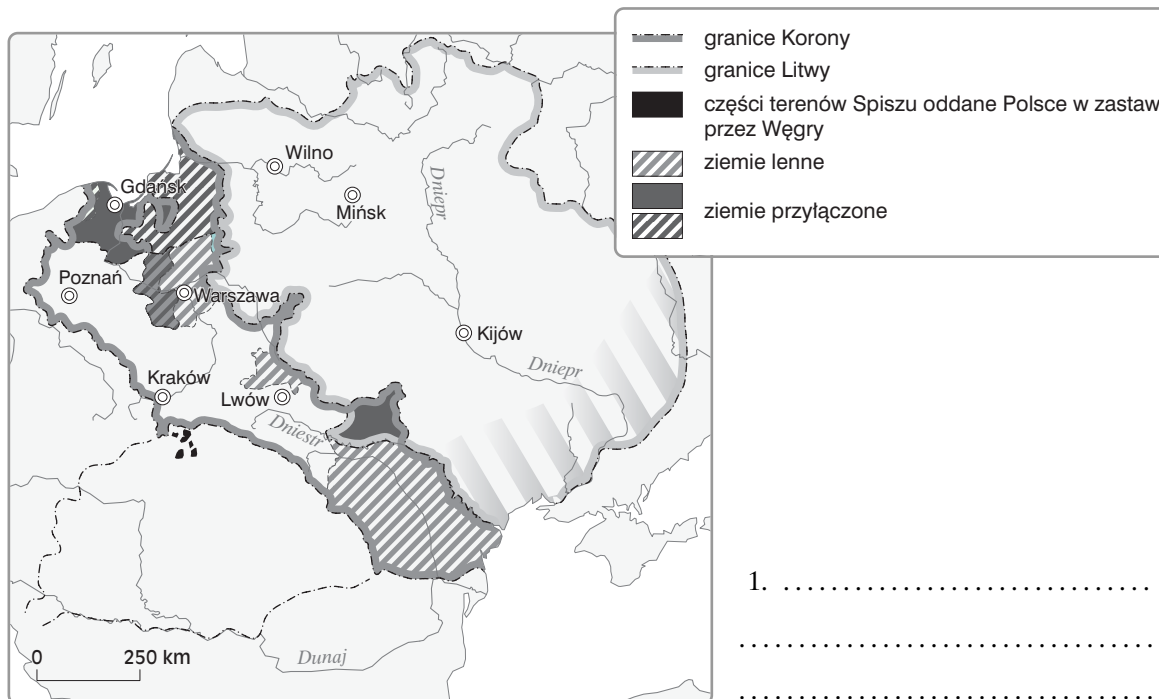 granice Korony
granice Litwy
części terenów Spiszu oddane Polsce w zastaw
przez Węgry
ziemie lenne
ziemie przyłączone
Wilno
Gdańsk
Mińsk
Dniepr
Poznań
Warszawa
Kijów
Dniepr
Kraków
Lwów
Dniestr
0 250 km
Dunaj
1. ..................................
......................................
......................................